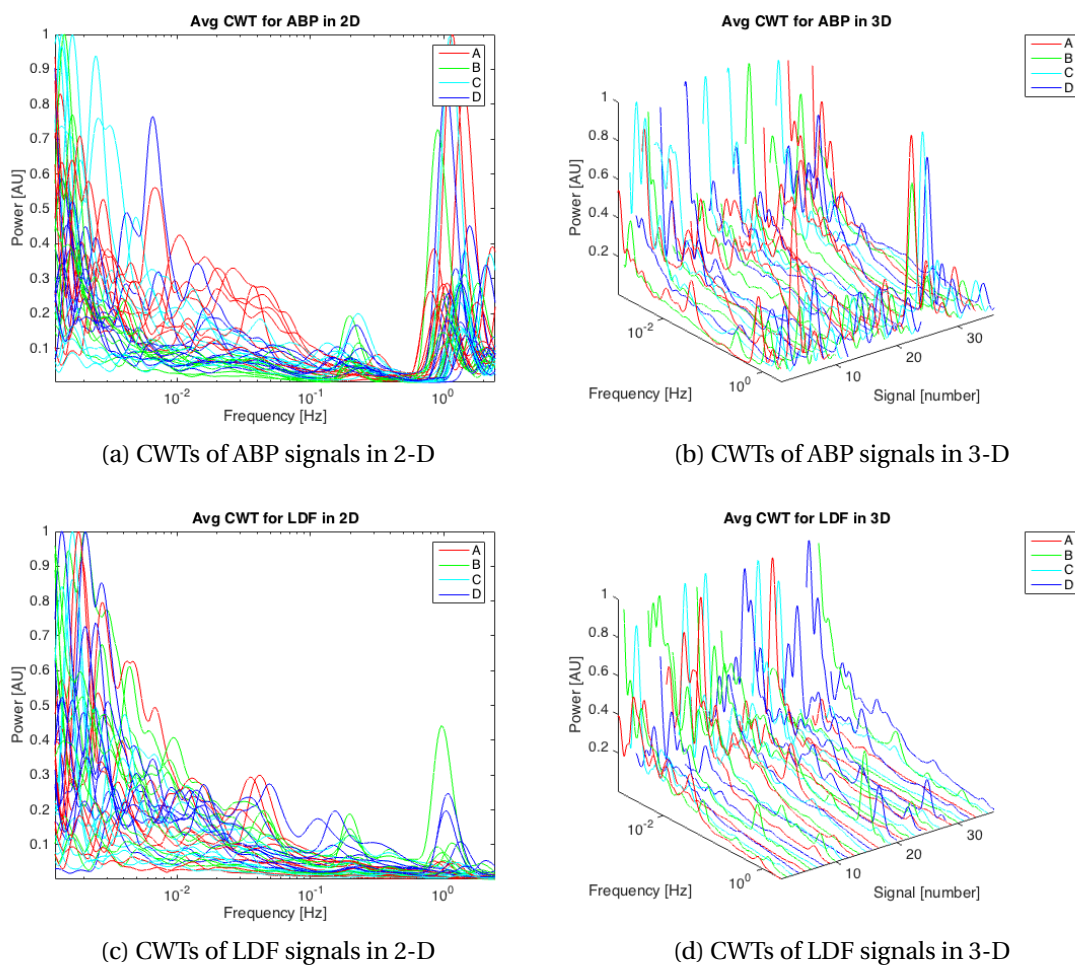 Avg CWT for ABP in 2D
Power [AU]
1
0.9
0.8
0.7
0.6
0.5
0.4
0.3
0.2
0.1
10^-2
10^-1
10^0
Frequency [Hz]
A
B
C
D
(a) CWTs of ABP signals in 2-D
Avg CWT for ABP in 3D
Power [AU]
1
0.8
0.6
0.4
0.2
10^-2
10^0
Frequency [Hz]
10
20
30
Signal [number]
A
B
C
D
(b) CWTs of ABP signals in 3-D
Avg CWT for LDF in 2D
Power [AU]
1
0.9
0.8
0.7
0.6
0.5
0.4
0.3
0.2
0.1
10^-2
10^-1
10^0
Frequency [Hz]
A
B
C
D
(c) CWTs of LDF signals in 2-D
Avg CWT for LDF in 3D
Power [AU]
1
0.8
0.6
0.4
0.2
10^-2
10^0
Frequency [Hz]
10
20
30
Signal [number]
A
B
C
D
(d) CWTs of LDF signals in 3-D